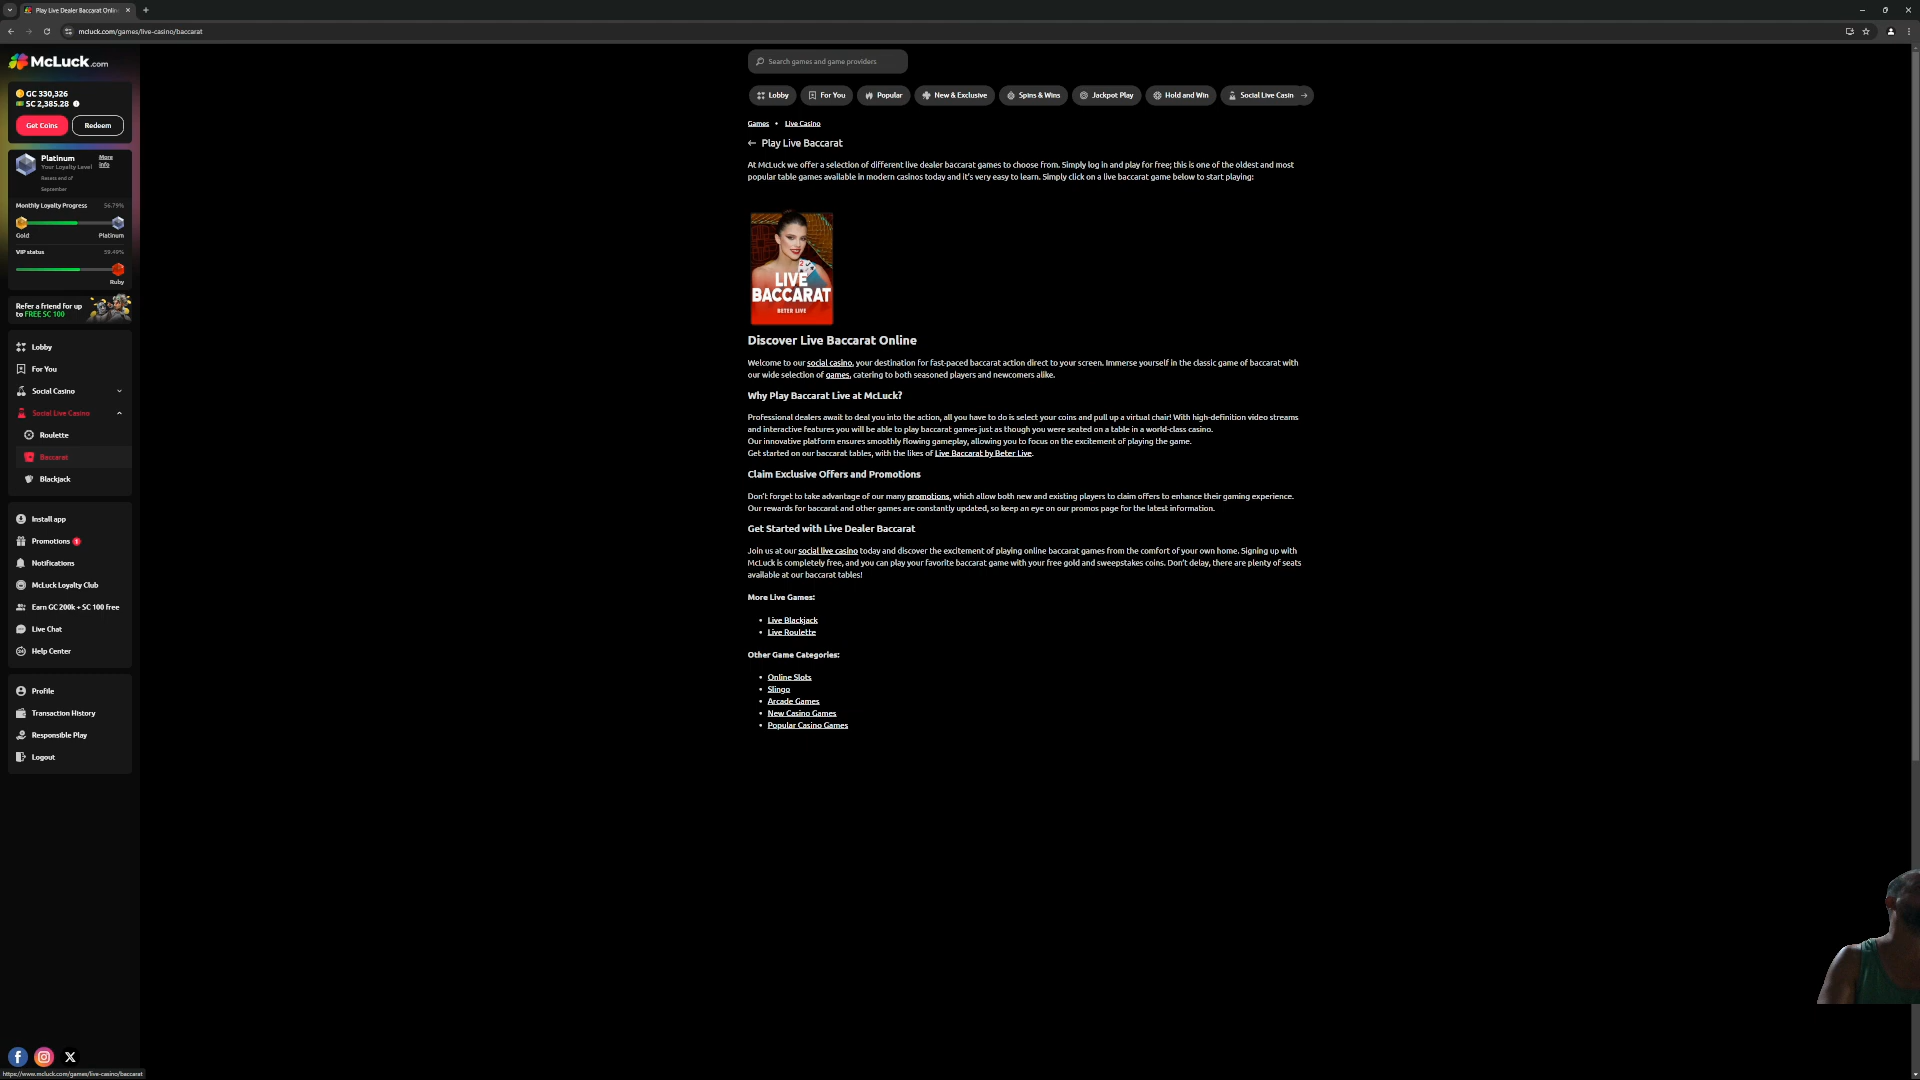 Play Live Dealer Baccarat Onlin
mcluck.com/games/live-casino/baccarat
McLuck.com
GC 330,326
SC 2,385.28
Get Coins
Redeem
Platinum
More Info
Your Loyalty Level
Resets end of
September
Monthly Loyalty Progress 56.79%
Gold Platinum
VIP status 59.49%
Ruby
Refer a friend for up
to FREE SC 100
Lobby
For You
Social Casino
Social Live Casino
Roulette
Baccarat
Blackjack
Install app
Promotions 1
Notifications
McLuck Loyalty Club
Earn GC 200k + SC 100 free
Live Chat
Help Center
Profile
Transaction History
Responsible Play
Logout
https://www.mcluck.com/games/live-casino/baccarat
Search games and game providers
Lobby
For You
Popular
New & Exclusive
Spins & Wins
Jackpot Play
Hold and Win
Social Live Casin
Games • Live Casino
← Play Live Baccarat
At McLuck we offer a selection of different live dealer baccarat games to choose from. Simply log in and play for free; this is one of the oldest and most
popular table games available in modern casinos today and it's very easy to learn. Simply click on a live baccarat game below to start playing:
LIVE
BACCARAT
BETER LIVE
Discover Live Baccarat Online
Welcome to our social casino, your destination for fast-paced baccarat action direct to your screen. Immerse yourself in the classic game of baccarat with
our wide selection of games, catering to both seasoned players and newcomers alike.
Why Play Baccarat Live at McLuck?
Professional dealers await to deal you into the action, all you have to do is select your coins and pull up a virtual chair! With high-definition video streams
and interactive features you will be able to play baccarat games just as though you were seated on a table in a world-class casino.
Our innovative platform ensures smoothly flowing gameplay, allowing you to focus on the excitement of playing the game.
Get started on our baccarat tables, with the likes of Live Baccarat by Beter Live.
Claim Exclusive Offers and Promotions
Don't forget to take advantage of our many promotions, which allow both new and existing players to claim offers to enhance their gaming experience.
Our rewards for baccarat and other games are constantly updated, so keep an eye on our promos page for the latest information.
Get Started with Live Dealer Baccarat
Join us at our social live casino today and discover the excitement of playing online baccarat games from the comfort of your own home. Signing up with
McLuck is completely free, and you can play your favorite baccarat game with your free gold and sweepstakes coins. Don't delay, there are plenty of seats
available at our baccarat tables!
More Live Games:
• Live Blackjack
• Live Roulette
Other Game Categories:
• Online Slots
• Slingo
• Arcade Games
• New Casino Games
• Popular Casino Games